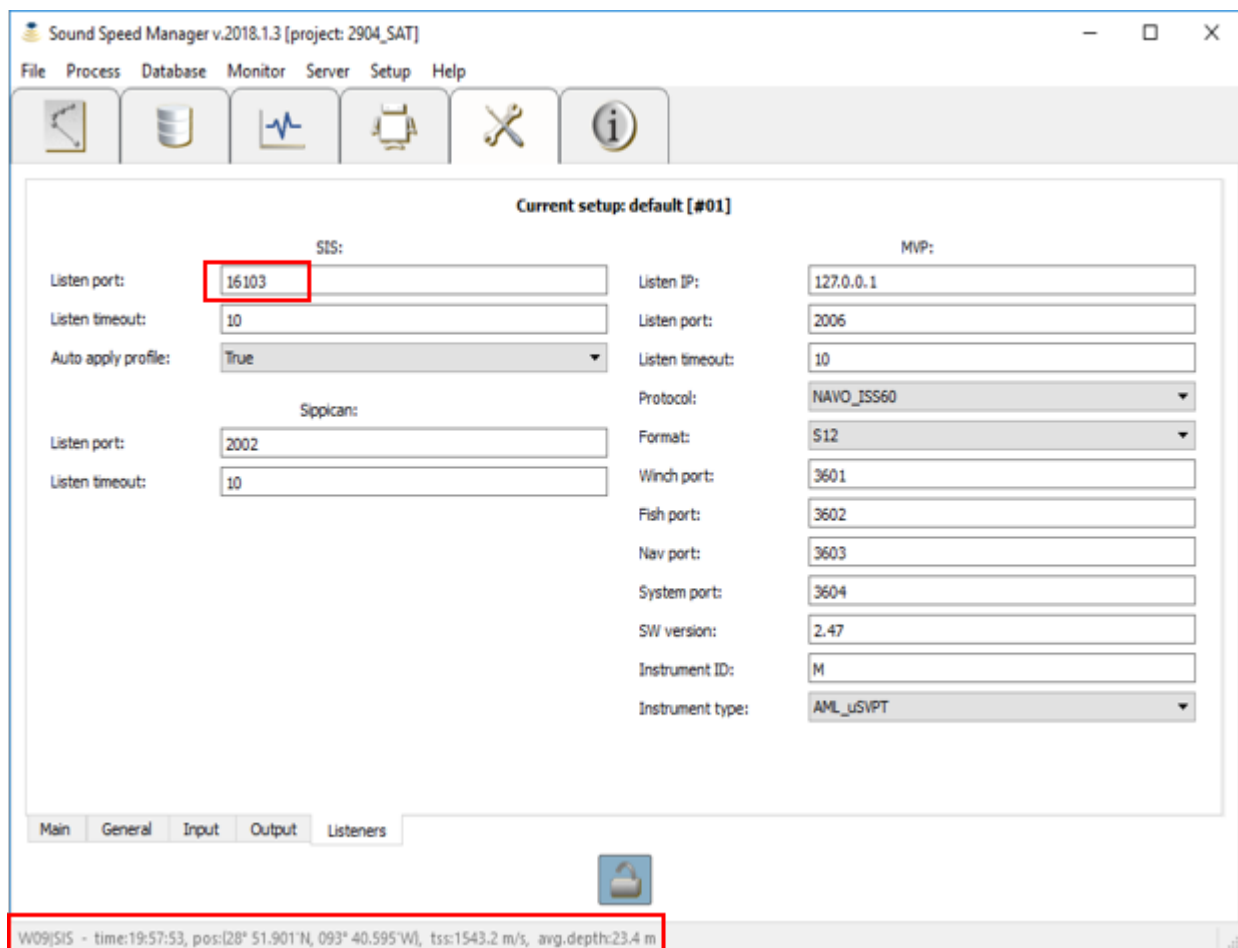 Sound Speed Manager v.2018.1.3 [project: 2904_SAT]
File Process Database Monitor Server Setup Help
Current setup: default [#01]
SIS:
Listen port: 16103
Listen timeout: 10
Auto apply profile: True
Sippican:
Listen port: 2002
Listen timeout: 10
MVP:
Listen IP: 127.0.0.1
Listen port: 2006
Listen timeout: 10
Protocol: NAVO_ISS60
Format: S12
Winch port: 3601
Fish port: 3602
Nav port: 3603
System port: 3604
SW version: 2.47
Instrument ID: M
Instrument type: AML_uSVPT
Main General Input Output Listeners
W09|SIS - time:19:57:53, pos:(28° 51.901'N, 093° 40.595'W), tss:1543.2 m/s, avg.depth:23.4 m